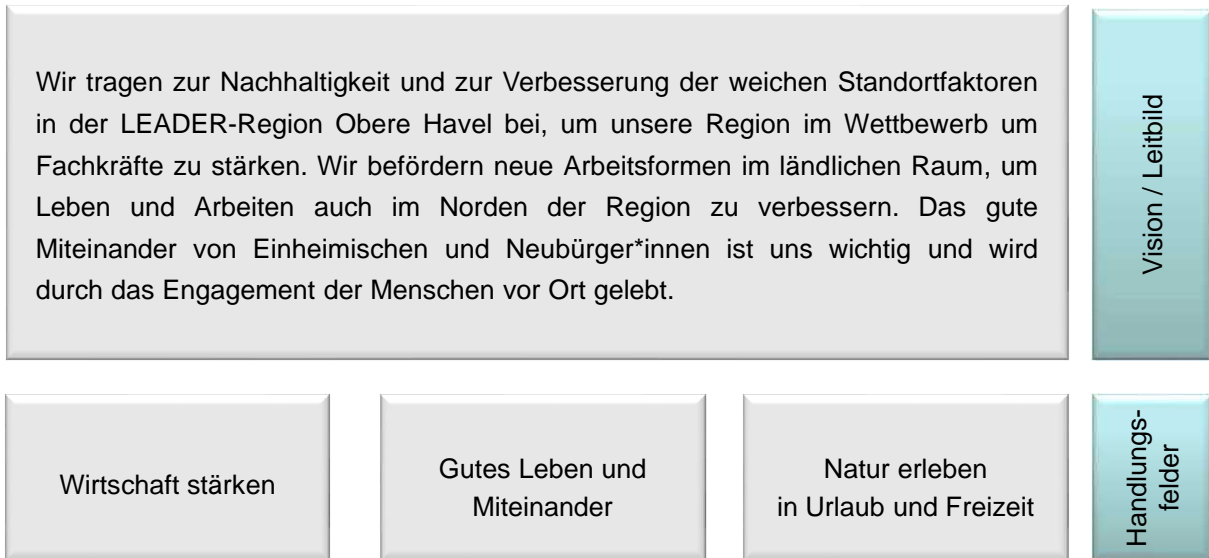 Wir tragen zur Nachhaltigkeit und zur Verbesserung der weichen Standortfaktoren
in der LEADER-Region Obere Havel bei, um unsere Region im Wettbewerb um
Fachkräfte zu stärken. Wir befördern neue Arbeitsformen im ländlichen Raum, um
Leben und Arbeiten auch im Norden der Region zu verbessern. Das gute
Miteinander von Einheimischen und Neubürger*innen ist uns wichtig und wird
durch das Engagement der Menschen vor Ort gelebt.
Vision / Leitbild
Wirtschaft stärken
Gutes Leben und
Miteinander
Natur erleben
in Urlaub und Freizeit
Handlungs-
felder